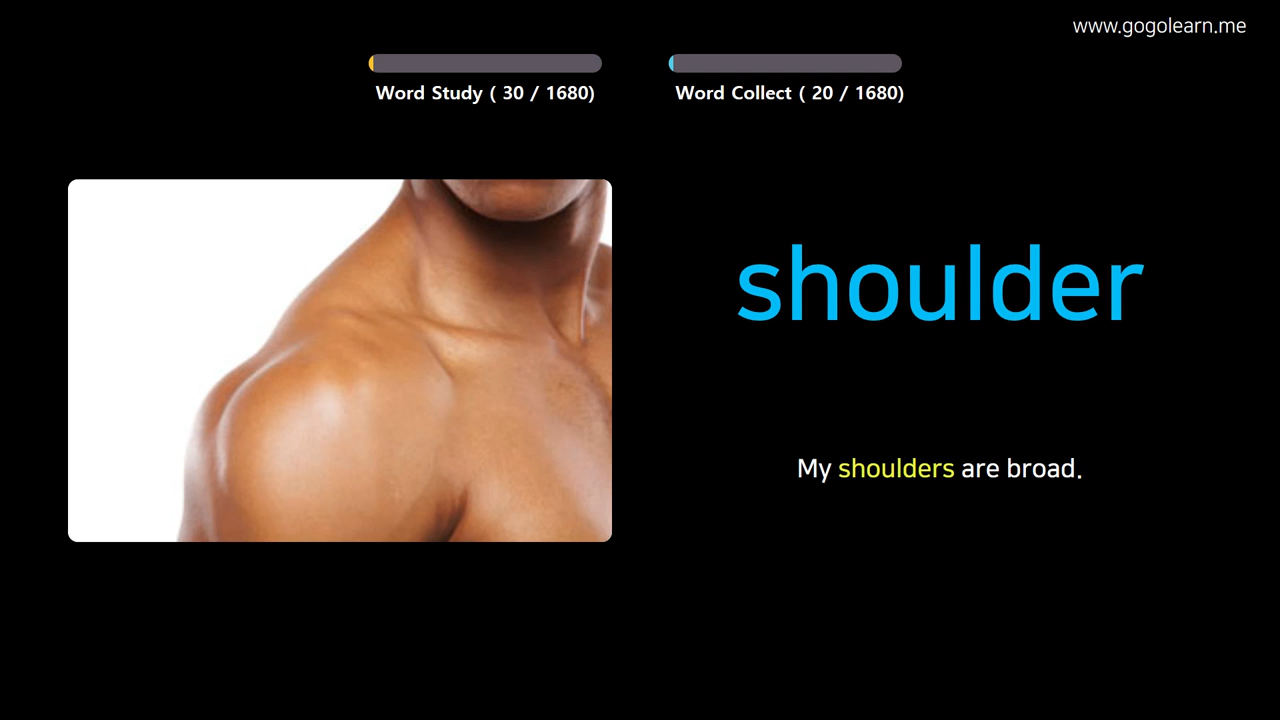 www.gogolearn.me
Word Study ( 30 / 1680)
Word Collect ( 20 / 1680)
shoulder
My shoulders are broad.